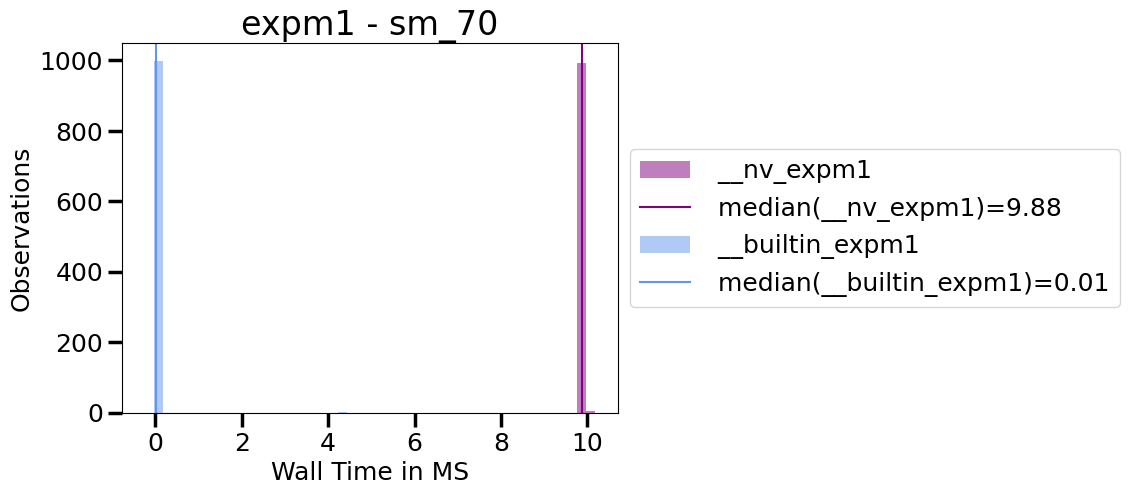 expm1 - sm_70
Observations
1000
800
600
400
200
0
0 2 4 6 8 10
Wall Time in MS
__nv_expm1
median(__nv_expm1)=9.88
__builtin_expm1
median(__builtin_expm1)=0.01